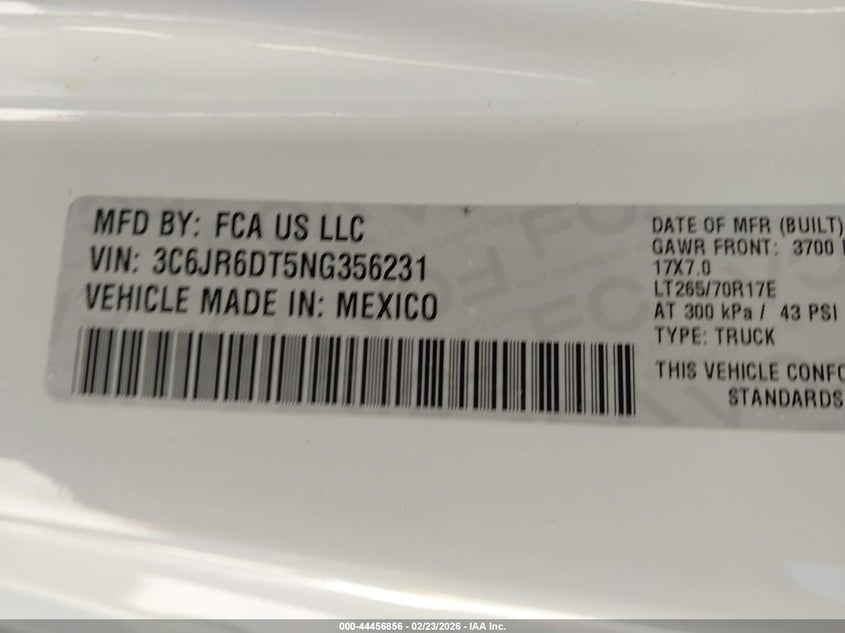 MFD BY: FCA US LLC
VIN: 3C6JR6DT5NG356231
VEHICLE MADE IN: MEXICO
DATE OF MFR (BUILT)
GAWR FRONT: 3700
17X7.0
LT265/70R17E
AT 300 kPa / 43 PSI
TYPE: TRUCK
THIS VEHICLE CONFO
STANDARDS
000-44456856 - 02/23/2026 - IAA Inc.